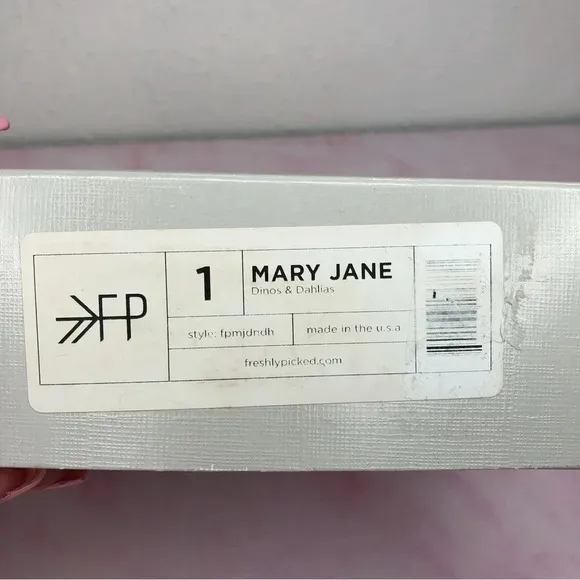 FP
1
MARY JANE
Dinos & Dahlias
style: fpmjdndh
made in the u.s.a
freshlypicked.com